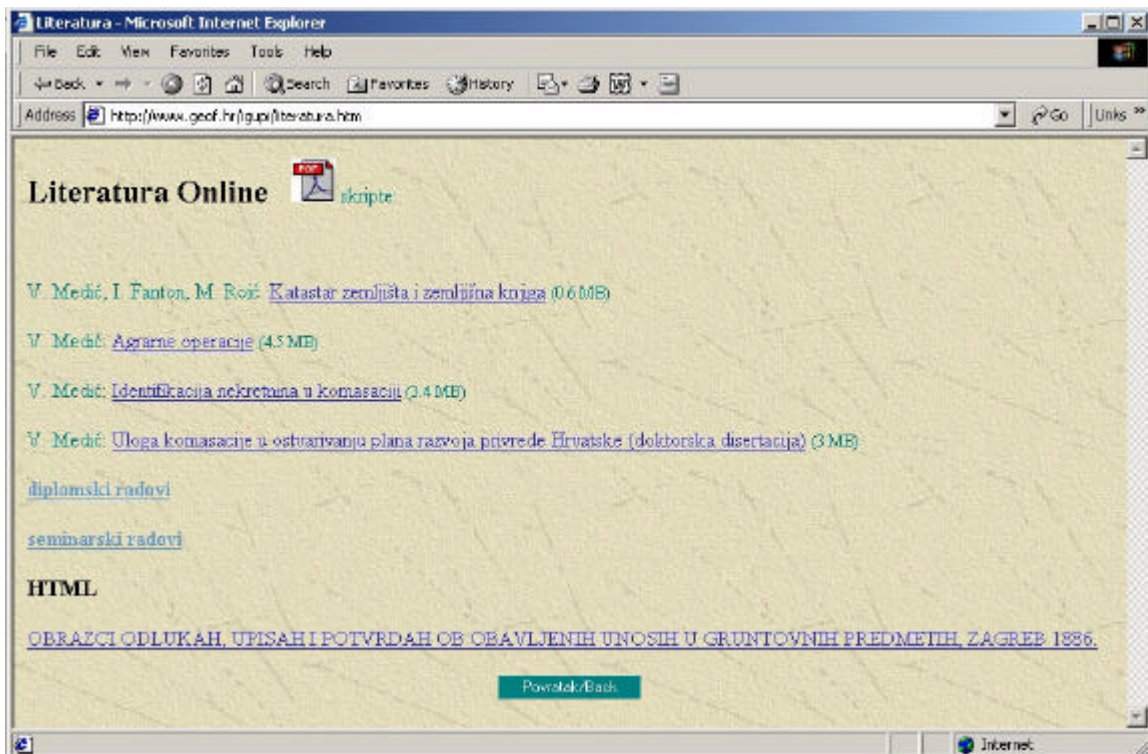 Literatura - Microsoft Internet Explorer
File Edit View Favorites Tools Help
Back Search Favorites History
Address http://www.geof.hr/igupi/literatura.htm Go Links »
Literatura Online PDF skripte:
V. Medić, I. Fanton, M. Roić: Katastar zemljišta i zemljišna knjiga (0.6 MB)
V. Medić: Agrarne operacije (4.5 MB)
V. Medić: Identifikacija nekretnina u komasaciji (3.4 MB)
V. Medić: Uloga komasacije u ostvarivanju plana razvoja privrede Hrvatske (doktorska disertacija) (3 MB)
diplomski radovi
seminarski radovi
HTML
OBRAZCI ODLUKAH, UPISAH I POTVRDAH OB OBAVLJENIH UNOSIH U GRUNTOVNIH PREDMETIH, ZAGREB 1886.
Povratak/Back
Internet